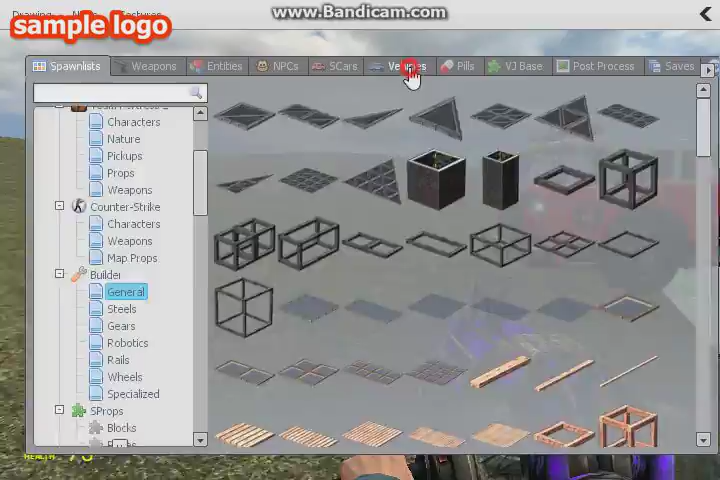 www.Bandicam.com
sample logo
Spawnlists Weapons Entities NPCs SCars Pills VJ Base Post Process Saves
Characters
Nature
Pickups
Props
Weapons
Counter-Strike
Characters
Weapons
Map Props
Builder
General
Steels
Gears
Robotics
Rails
Wheels
Specialized
SProps
Blocks
HEALTH